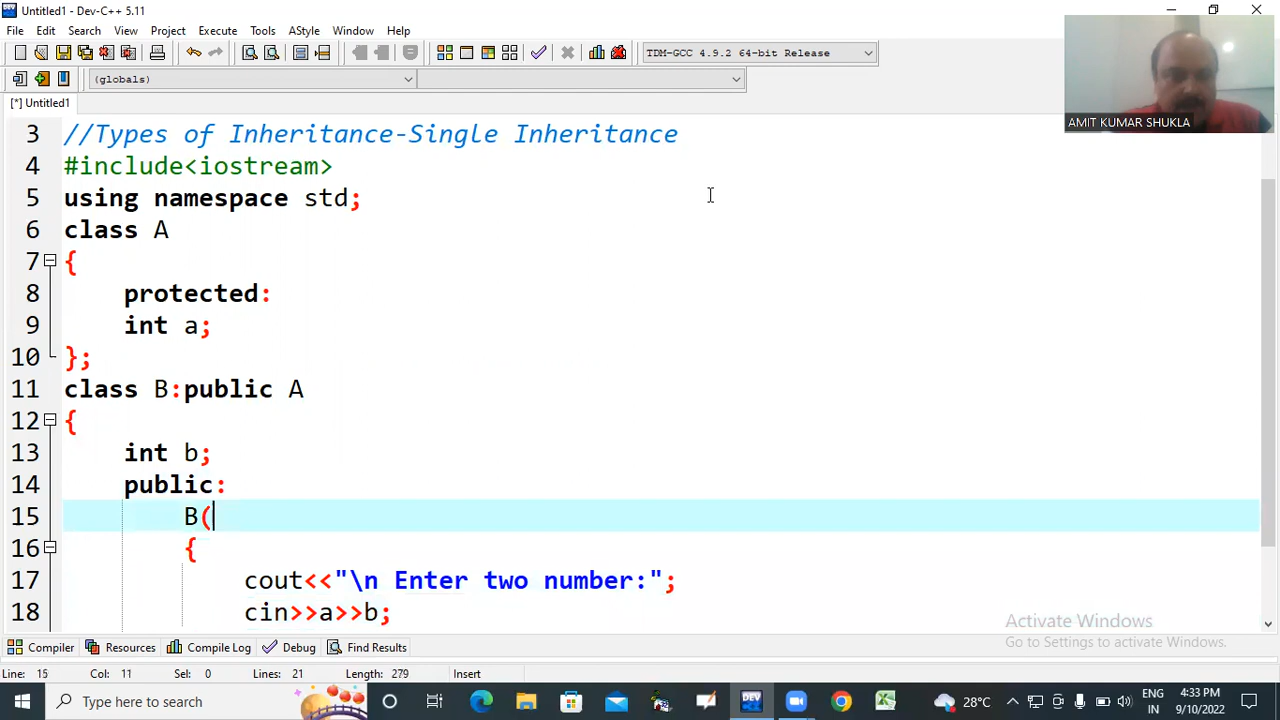 Untitled1 - Dev-C++ 5.11
File Edit Search View Project Execute Tools AStyle Window Help
TDM-GCC 4.9.2 64-bit Release
(globals)
[*] Untitled1
AMIT KUMAR SHUKLA
3 //Types of Inheritance-Single Inheritance
4 #include<iostream>
5 using namespace std;
6 class A
7 {
8 protected:
9 int a;
10 };
11 class B:public A
12 {
13 int b;
14 public:
15 B(
16 {
17 cout<<"\n Enter two number:";
18 cin>>a>>b;
Activate Windows
Go to Settings to activate Windows.
Compiler Resources Compile Log Debug Find Results
Line: 15 Col: 11 Sel: 0 Lines: 21 Length: 279 Insert
Type here to search
DEV
28°C
ENG
IN
4:33 PM
9/10/2022